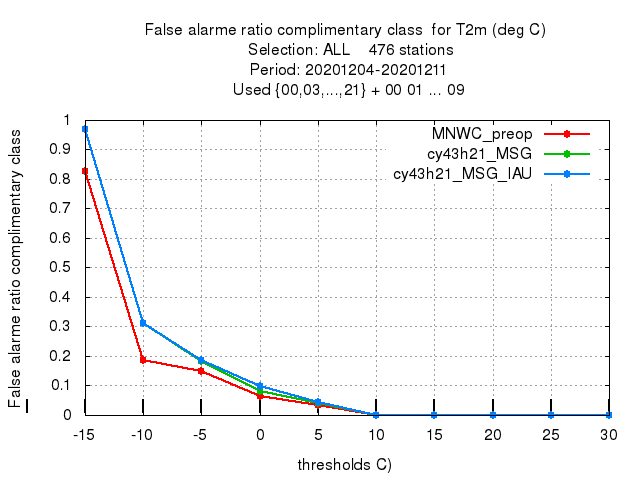 False alarme ratio complimentary class for T2m (deg C)
Selection: ALL 476 stations
Period: 20201204-20201211
Used {00,03,...,21} + 00 01 ... 09
MNWC_preop
cy43h21_MSG
cy43h21_MSG_IAU
False alarme ratio complimentary class
1
0.9
0.8
0.7
0.6
0.5
0.4
0.3
0.2
0.1
0
-15 -10 -5 0 5 10 15 20 25 30
thresholds C)